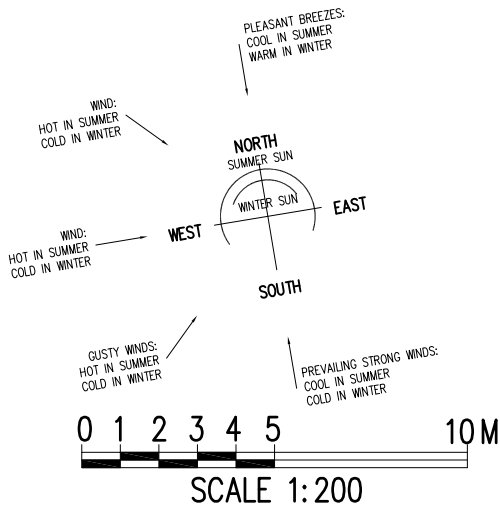 PLEASANT BREEZES:
COOL IN SUMMER
WARM IN WINTER
WIND:
HOT IN SUMMER
COLD IN WINTER
NORTH
SUMMER SUN
WINTER SUN
EAST
WEST
WIND:
HOT IN SUMMER
COLD IN WINTER
SOUTH
GUSTY WINDS:
HOT IN SUMMER
COLD IN WINTER
PREVAILING STRONG WINDS:
COOL IN SUMMER
COLD IN WINTER
0 1 2 3 4 5 10 M
SCALE 1:200